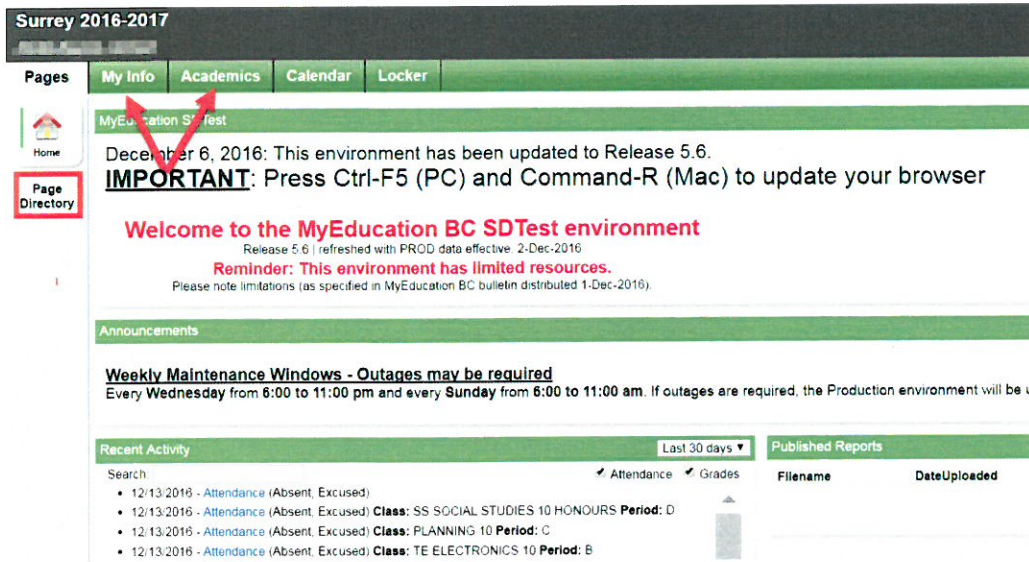 Surrey 2016-2017
Pages
My Info
Academics
Calendar
Locker
Home
Page
Directory
MyEducation SDTest
December 6, 2016: This environment has been updated to Release 5.6.
IMPORTANT: Press Ctrl-F5 (PC) and Command-R (Mac) to update your browser
Welcome to the MyEducation BC SDTest environment
Release 5.6 | refreshed with PROD data effective. 2-Dec-2016
Reminder: This environment has limited resources.
Please note limitations (as specified in MyEducation BC bulletin distributed 1-Dec-2016).
Announcements
Weekly Maintenance Windows - Outages may be required
Every Wednesday from 6:00 to 11:00 pm and every Sunday from 6:00 to 11:00 am. If outages are required, the Production environment will be
Recent Activity
Last 30 days ▼
Search:
✔ Attendance ✔ Grades
• 12/13/2016 - Attendance (Absent, Excused)
• 12/13/2016 - Attendance (Absent, Excused) Class: SS SOCIAL STUDIES 10 HONOURS Period: D
• 12/13/2016 - Attendance (Absent, Excused) Class: PLANNING 10 Period: C
• 12/13/2016 - Attendance (Absent, Excused) Class: TE ELECTRONICS 10 Period: B
Published Reports
Filename
DateUploaded